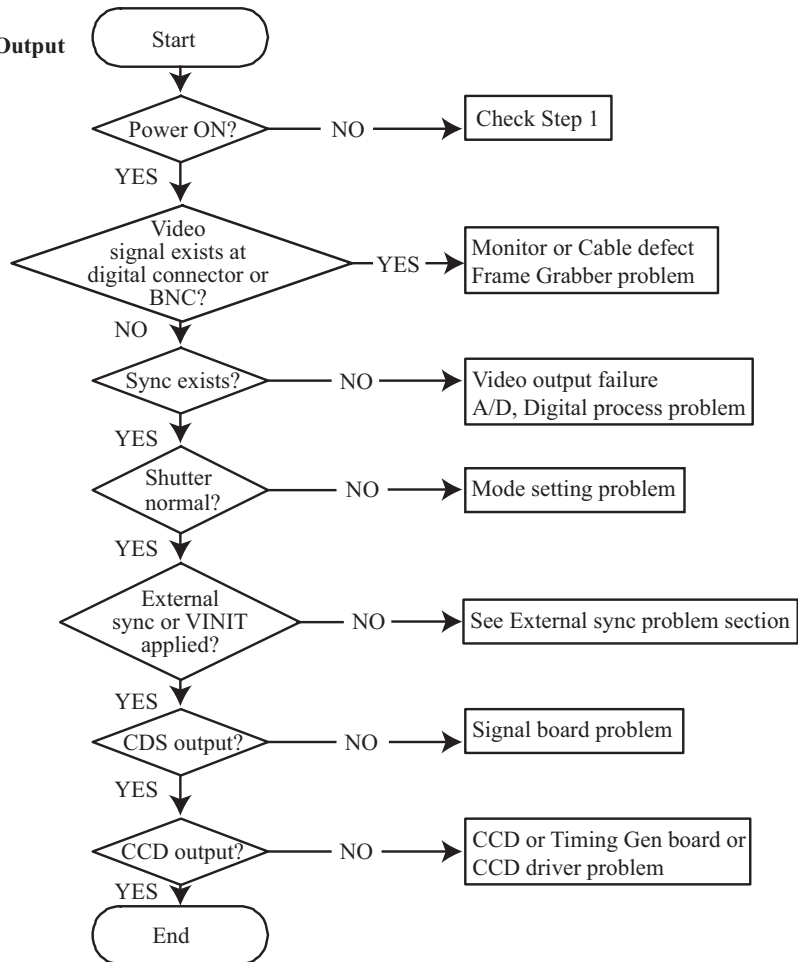 Output
Start
Power ON?
NO
Check Step 1
YES
Video
signal exists at
digital connector or
BNC?
YES
Monitor or Cable defect
Frame Grabber problem
NO
Sync exists?
NO
Video output failure
A/D, Digital process problem
YES
Shutter
normal?
NO
Mode setting problem
YES
External
sync or VINIT
applied?
NO
See External sync problem section
YES
CDS output?
NO
Signal board problem
YES
CCD output?
NO
CCD or Timing Gen board or
CCD driver problem
YES
End